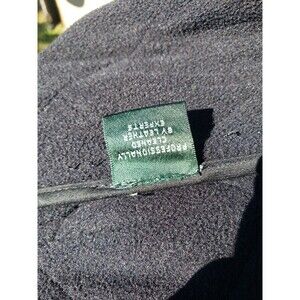 PROFESSIONALLY
CLEANED
BY LEATHER
EXPERTS